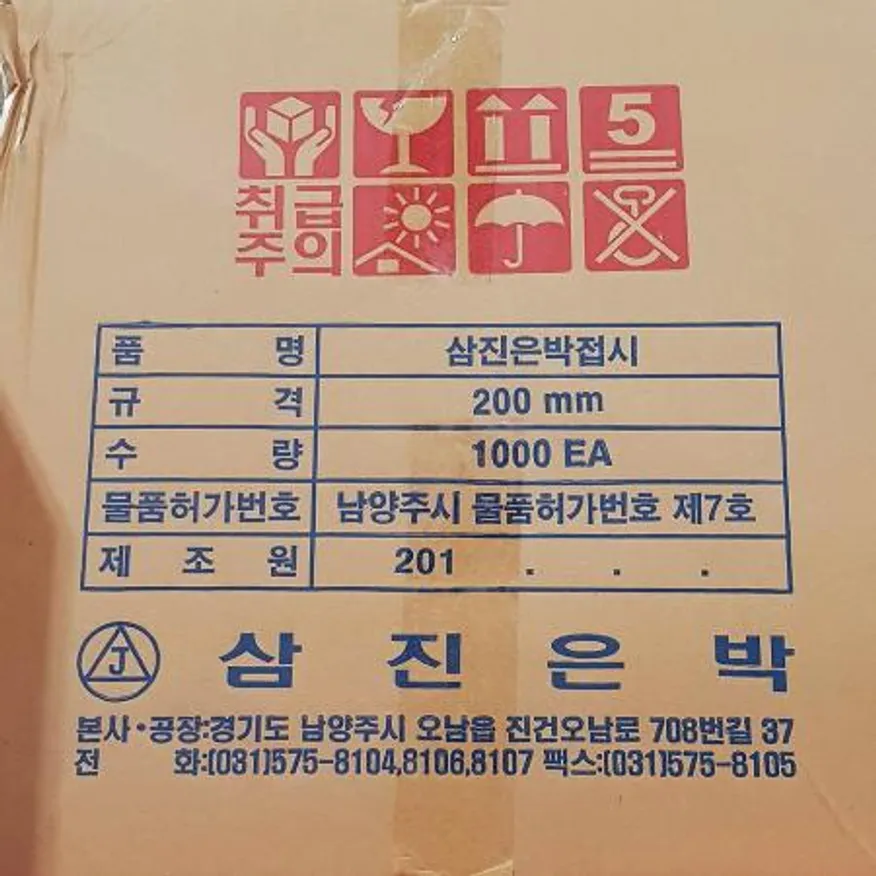 5
취급
주의
품 명 삼진은박접시
규 격 200 mm
수 량 1000 EA
물품허가번호 남양주시 물품허가번호 제7호
제 조 원 201 . . .
J 삼 진 은 박
본사·공장:경기도 남양주시 오남읍 진건오남로 708번길 37
전 화:(031)575-8104,8106,8107 팩스:(031)575-8105